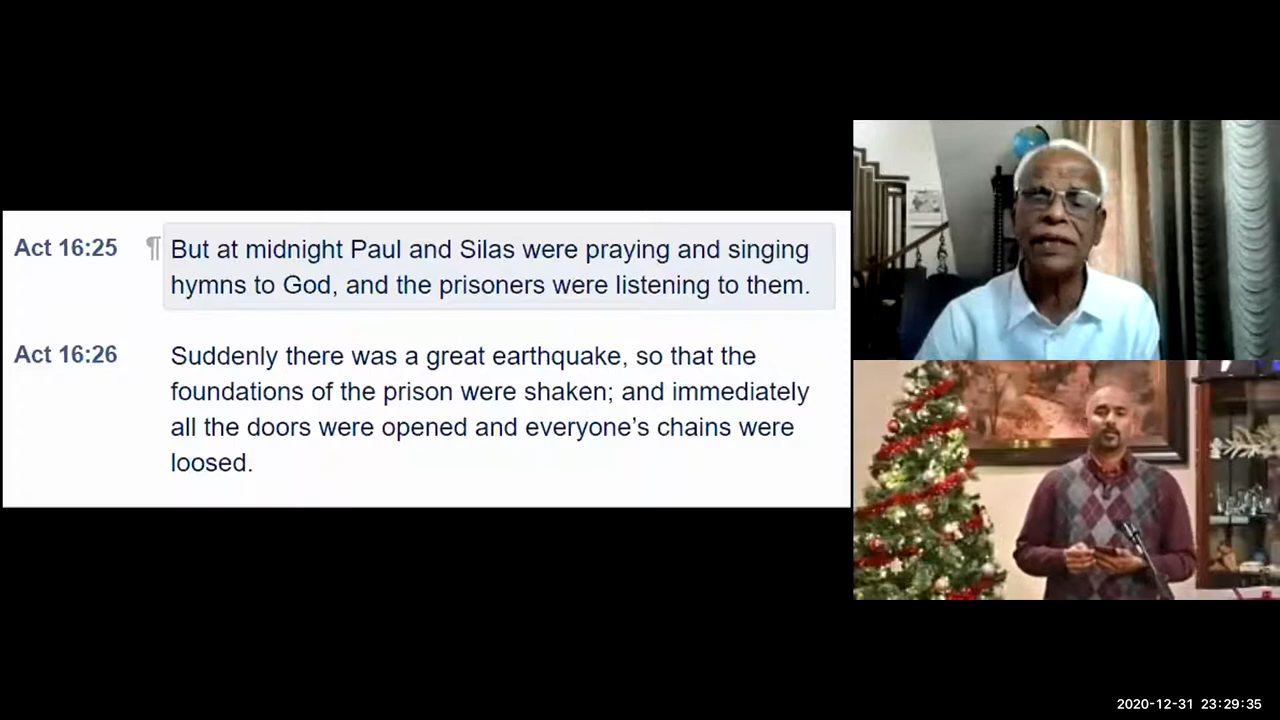 Act 16:25 ¶ But at midnight Paul and Silas were praying and singing
hymns to God, and the prisoners were listening to them.
Act 16:26 Suddenly there was a great earthquake, so that the
foundations of the prison were shaken; and immediately
all the doors were opened and everyone’s chains were
loosed.
2020-12-31 23:29:35